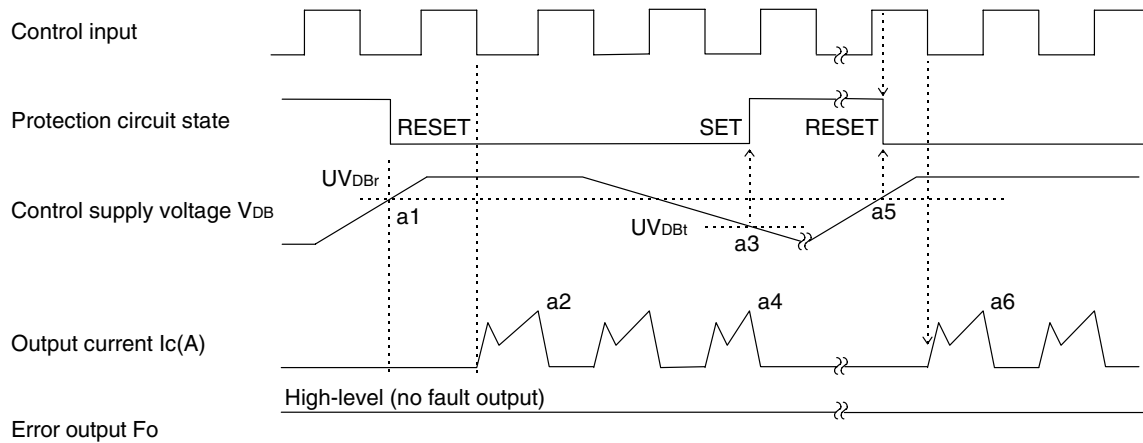 Control input
Protection circuit state
RESET
SET
RESET
UVDBr
Control supply voltage VDB
a1
UVDBt
a3
a5
a2
a4
a6
Output current Ic(A)
High-level (no fault output)
Error output Fo